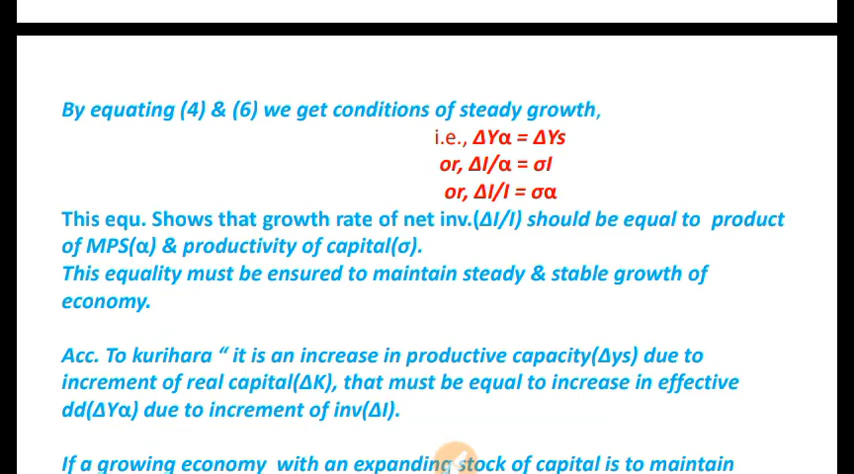 By equating (4) & (6) we get conditions of steady growth,
i.e., ΔYα = ΔYs
or, ΔI/α = σI
or, ΔI/I = σα
This equ. Shows that growth rate of net inv.(ΔI/I) should be equal to product
of MPS(α) & productivity of capital(σ).
This equality must be ensured to maintain steady & stable growth of
economy.
Acc. To kurihara “ it is an increase in productive capacity(Δys) due to
increment of real capital(ΔK), that must be equal to increase in effective
dd(ΔYα) due to increment of inv(ΔI).
If a growing economy with an expanding stock of capital is to maintain